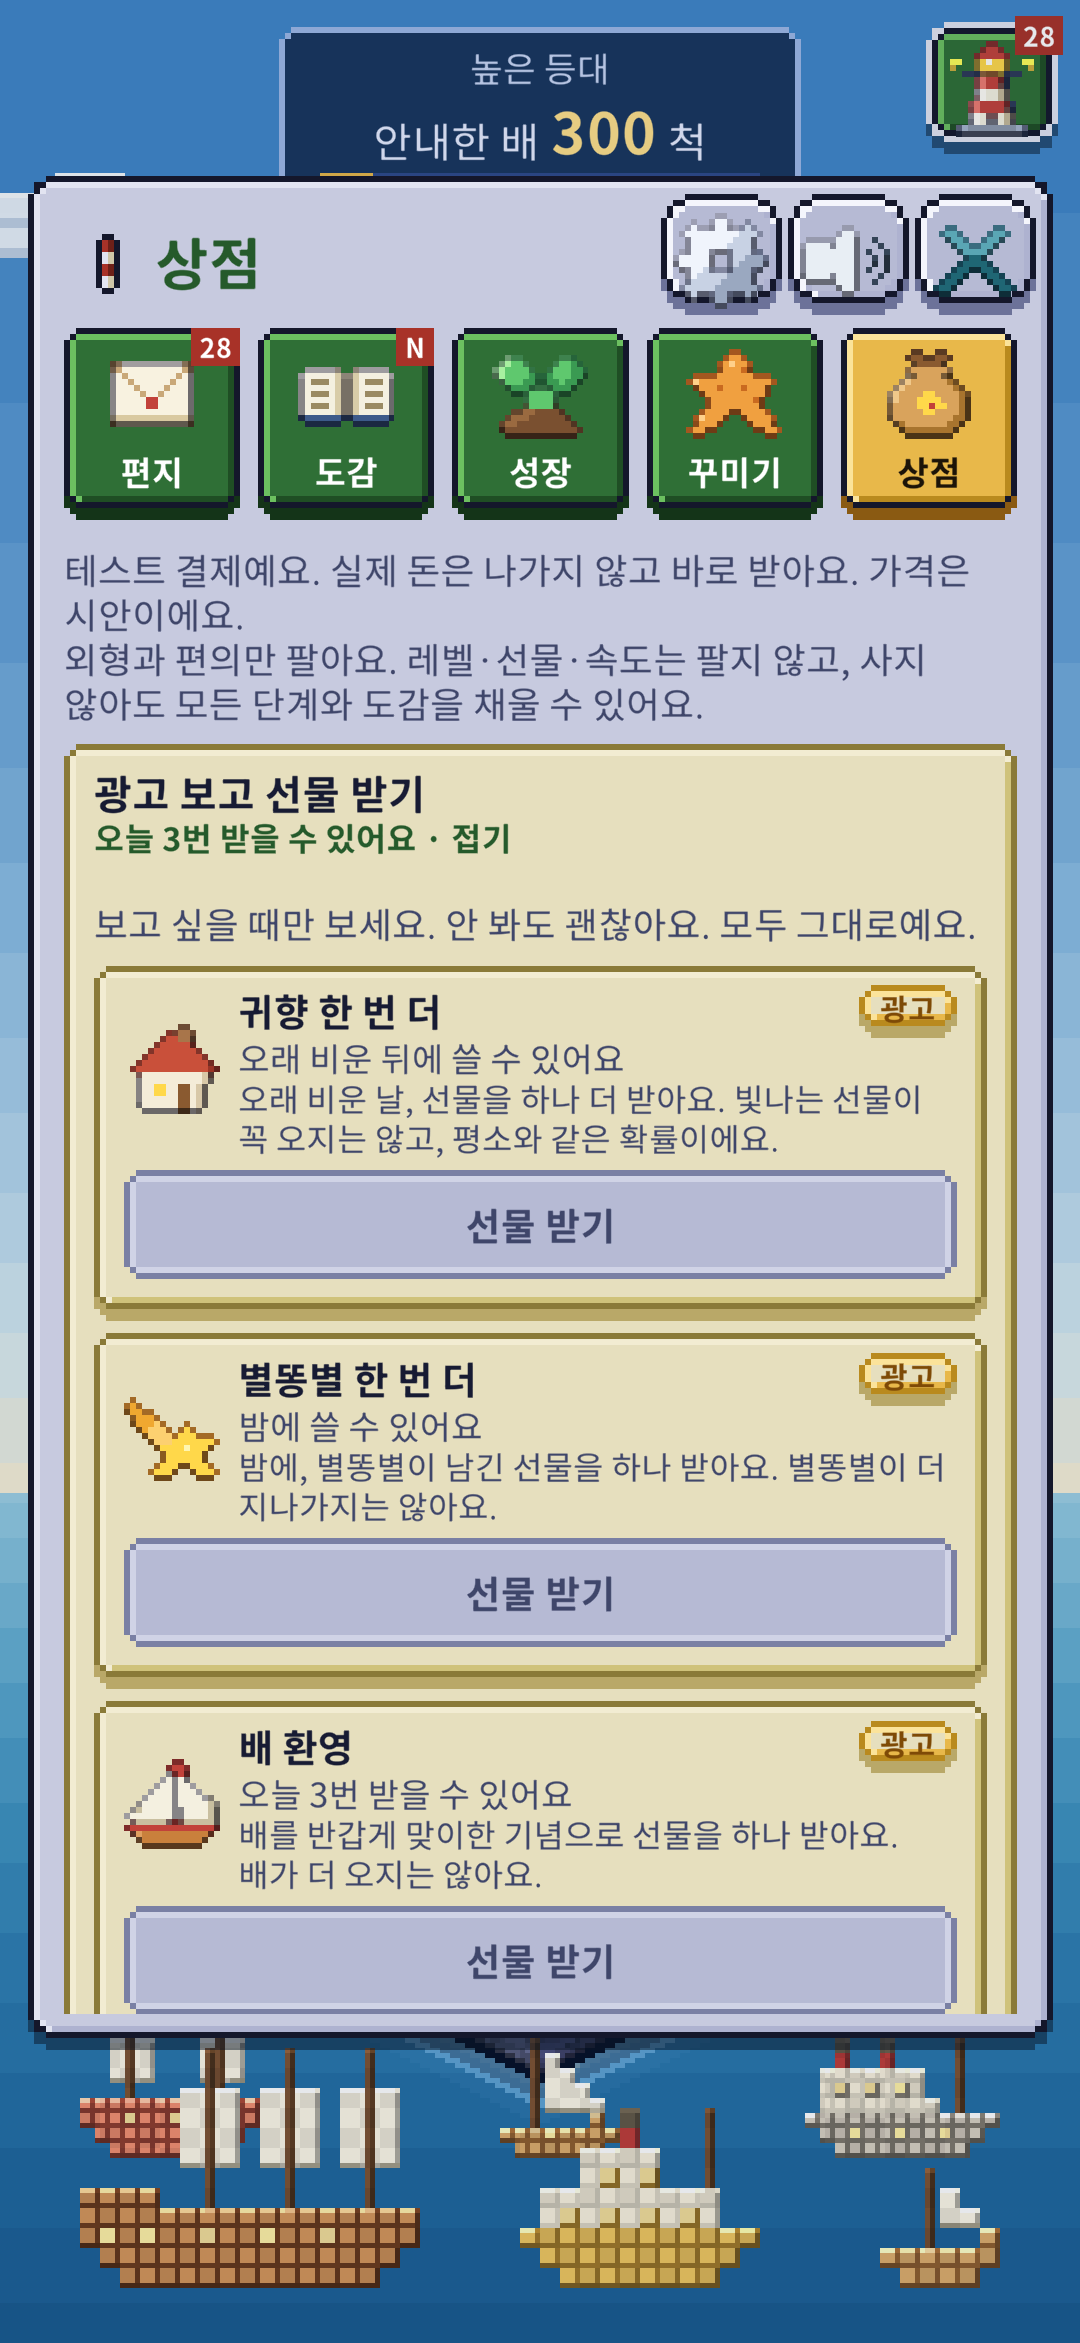 높은 등대
안내한 배 300 척
28
상점
28
N
편지
도감
성장
꾸미기
상점
테스트 결제예요. 실제 돈은 나가지 않고 바로 받아요. 가격은
시안이에요.
외형과 편의만 팔아요. 레벨·선물·속도는 팔지 않고, 사지
않아도 모든 단계와 도감을 채울 수 있어요.
광고 보고 선물 받기
오늘 3번 받을 수 있어요 · 접기
보고 싶을 때만 보세요. 안 봐도 괜찮아요. 모두 그대로예요.
귀향 한 번 더
광고
오래 비운 뒤에 쓸 수 있어요
오래 비운 날, 선물을 하나 더 받아요. 빛나는 선물이
꼭 오지는 않고, 평소와 같은 확률이에요.
선물 받기
별똥별 한 번 더
광고
밤에 쓸 수 있어요
밤에, 별똥별이 남긴 선물을 하나 받아요. 별똥별이 더
지나가지는 않아요.
선물 받기
배 환영
광고
오늘 3번 받을 수 있어요
배를 반갑게 맞이한 기념으로 선물을 하나 받아요.
배가 더 오지는 않아요.
선물 받기